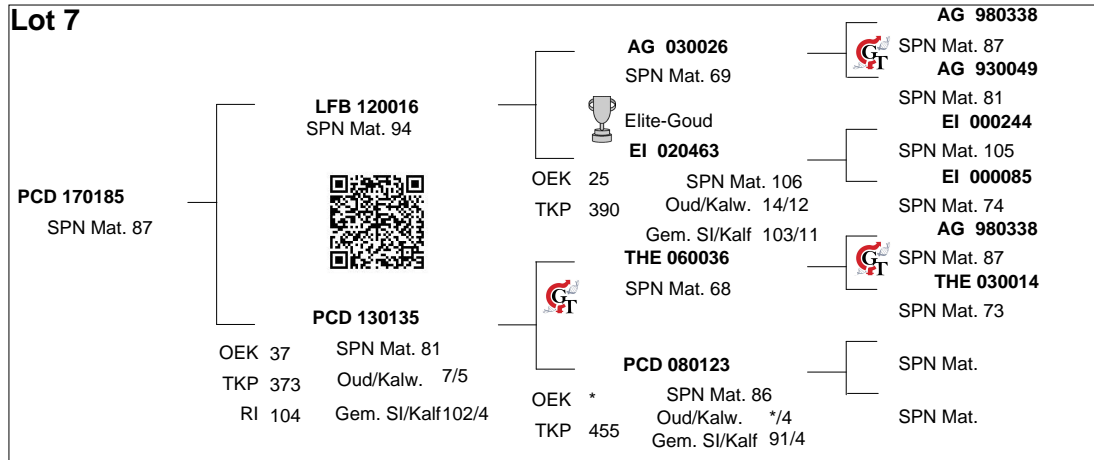 Lot 7
PCD 170185
SPN Mat. 87
LFB 120016
SPN Mat. 94
PCD 130135
OEK 37 SPN Mat. 81
TKP 373 Oud/Kalw. 7/5
RI 104 Gem. SI/Kalf 102/4
AG 030026
SPN Mat. 69
Elite-Goud
EI 020463
OEK 25 SPN Mat. 106
TKP 390 Oud/Kalw. 14/12
Gem. SI/Kalf 103/11
GT
THE 060036
SPN Mat. 68
PCD 080123
OEK * SPN Mat. 86
TKP 455 Oud/Kalw. */4
Gem. SI/Kalf 91/4
AG 980338
GT SPN Mat. 87
AG 930049
SPN Mat. 81
EI 000244
SPN Mat. 105
EI 000085
SPN Mat. 74
AG 980338
GT SPN Mat. 87
THE 030014
SPN Mat. 73
SPN Mat.
SPN Mat.